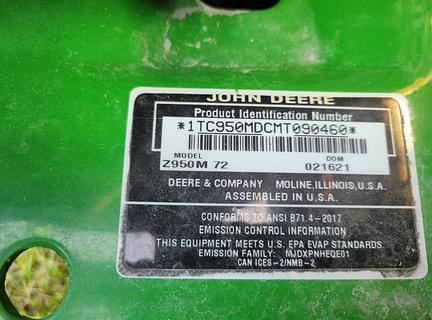 JOHN DEERE
Product Identification Number
*1TC950MDCMT090460*
MODEL DOM
Z950M 72 021621
DEERE & COMPANY MOLINE, ILLINOIS, U.S.A.
ASSEMBLED IN U.S.A.
CONFORMS TO ANSI B71.4-2017
EMISSION CONTROL INFORMATION
THIS EQUIPMENT MEETS U.S. EPA EVAP STANDARDS.
EMISSION FAMILY: MJDXPNHEQE01
CAN ICES-2/NMB-2